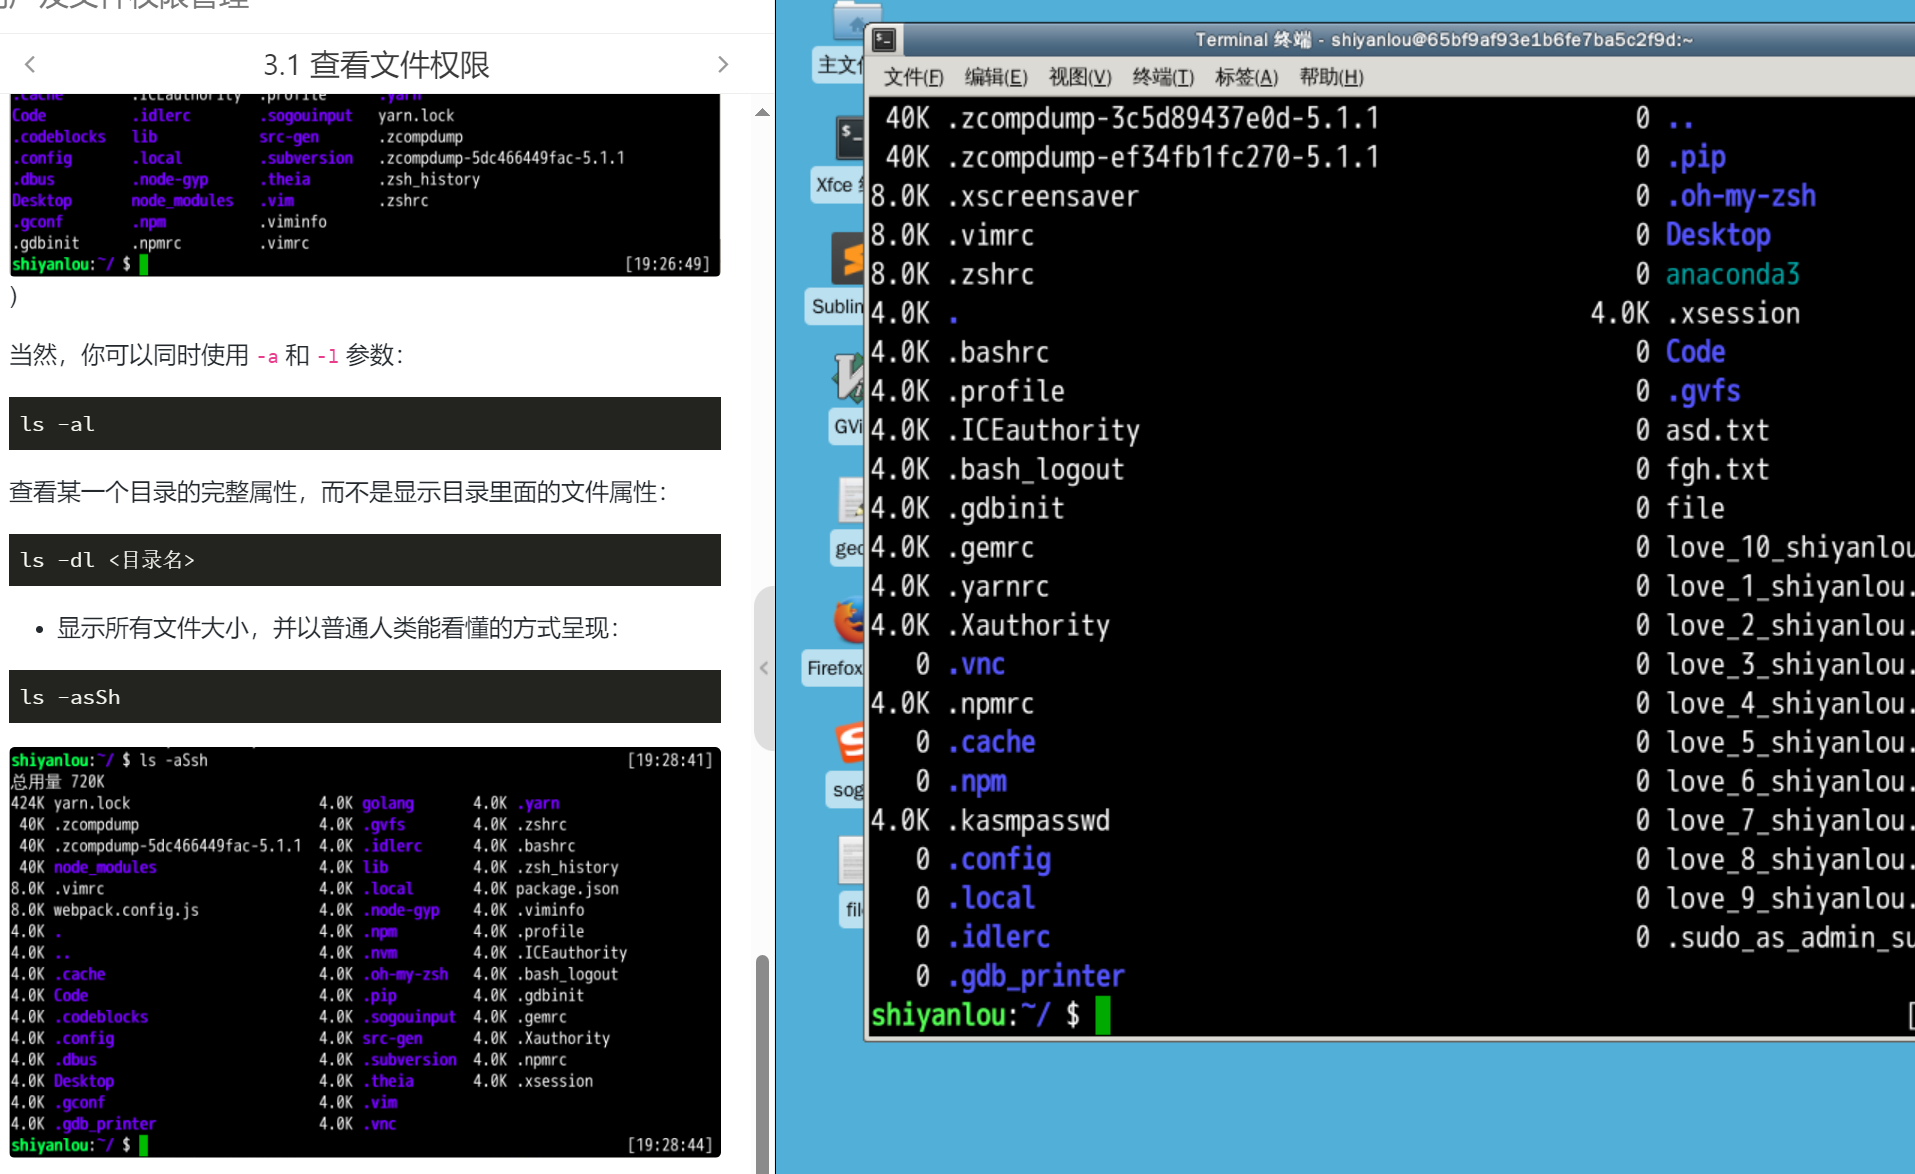 户及文件权限管理
3.1 查看文件权限
.cache .ICEauthority .profile .yarn
Code .idlerc .sogouinput yarn.lock
.codeblocks lib src-gen .zcompdump
.config .local .subversion .zcompdump-5dc466449fac-5.1.1
.dbus .node-gyp .theia .zsh_history
Desktop node_modules .vim .zshrc
.gconf .npm .viminfo
.gdbinit .npmrc .vimrc
shiyanlou:~/ $ [19:26:49]
)
当然，你可以同时使用 -a 和 -l 参数：
ls -al
查看某一个目录的完整属性，而不是显示目录里面的文件属性：
ls -dl <目录名>
• 显示所有文件大小，并以普通人类能看懂的方式呈现：
ls -asSh
shiyanlou:~/ $ ls -aSsh [19:28:41]
总用量 720K
424K yarn.lock 4.0K golang 4.0K .yarn
40K .zcompdump 4.0K .gvfs 4.0K .zshrc
40K .zcompdump-5dc466449fac-5.1.1 4.0K .idlerc 4.0K .bashrc
40K node_modules 4.0K lib 4.0K .zsh_history
8.0K .vimrc 4.0K .local 4.0K package.json
8.0K webpack.config.js 4.0K .node-gyp 4.0K .viminfo
4.0K . 4.0K .npm 4.0K .profile
4.0K .. 4.0K .nvm 4.0K .ICEauthority
4.0K .cache 4.0K .oh-my-zsh 4.0K .bash_logout
4.0K Code 4.0K .pip 4.0K .gdbinit
4.0K .codeblocks 4.0K .sogouinput 4.0K .gemrc
4.0K .config 4.0K src-gen 4.0K .Xauthority
4.0K .dbus 4.0K .subversion 4.0K .npmrc
4.0K Desktop 4.0K .theia 4.0K .xsession
4.0K .gconf 4.0K .vim
4.0K .gdb_printer 4.0K .vnc
shiyanlou:~/ $ [19:28:44]
主文件
Xfce 终
Sublim
GVi
ged
Firefox
sog
fil
Terminal 终端 - shiyanlou@65bf9af93e1b6fe7ba5c2f9d:~
文件(F) 编辑(E) 视图(V) 终端(T) 标签(A) 帮助(H)
40K .zcompdump-3c5d89437e0d-5.1.1 0 ..
40K .zcompdump-ef34fb1fc270-5.1.1 0 .pip
8.0K .xscreensaver 0 .oh-my-zsh
8.0K .vimrc 0 Desktop
8.0K .zshrc 0 anaconda3
4.0K . 4.0K .xsession
4.0K .bashrc 0 Code
4.0K .profile 0 .gvfs
4.0K .ICEauthority 0 asd.txt
4.0K .bash_logout 0 fgh.txt
4.0K .gdbinit 0 file
4.0K .gemrc 0 love_10_shiyanlou
4.0K .yarnrc 0 love_1_shiyanlou.
4.0K .Xauthority 0 love_2_shiyanlou.
0 .vnc 0 love_3_shiyanlou.
4.0K .npmrc 0 love_4_shiyanlou.
0 .cache 0 love_5_shiyanlou.
0 .npm 0 love_6_shiyanlou.
4.0K .kasmpasswd 0 love_7_shiyanlou.
0 .config 0 love_8_shiyanlou.
0 .local 0 love_9_shiyanlou.
0 .idlerc 0 .sudo_as_admin_su
0 .gdb_printer
shiyanlou:~/ $ [